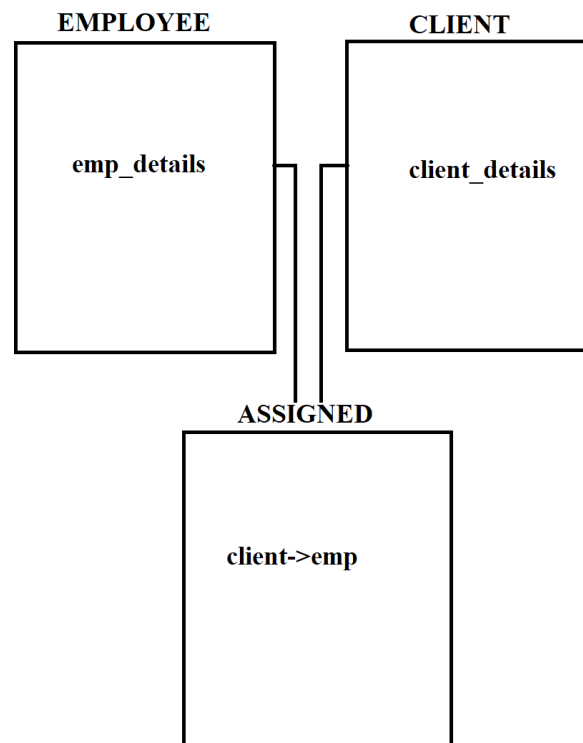 EMPLOYEE
CLIENT
emp_details
client_details
ASSIGNED
client->emp